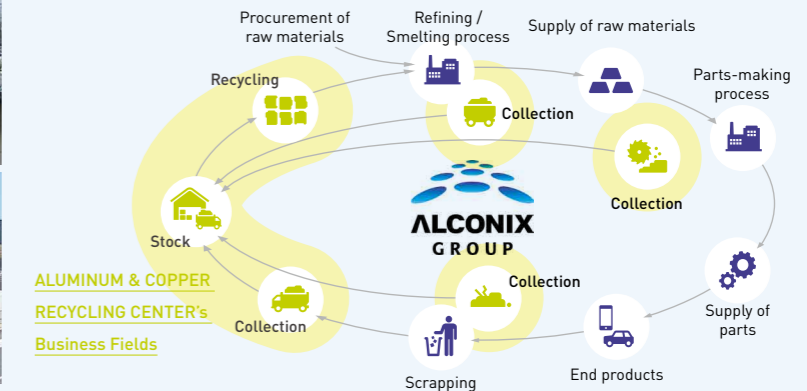 Procurement of
raw materials
Refining /
Smelting process
Supply of raw materials
Parts-making
process
Recycling
Collection
Collection
ALCONIX
GROUP
Stock
Collection
ALUMINUM & COPPER
RECYCLING CENTER's
Business Fields
Collection
Supply of
parts
End products
Scrapping